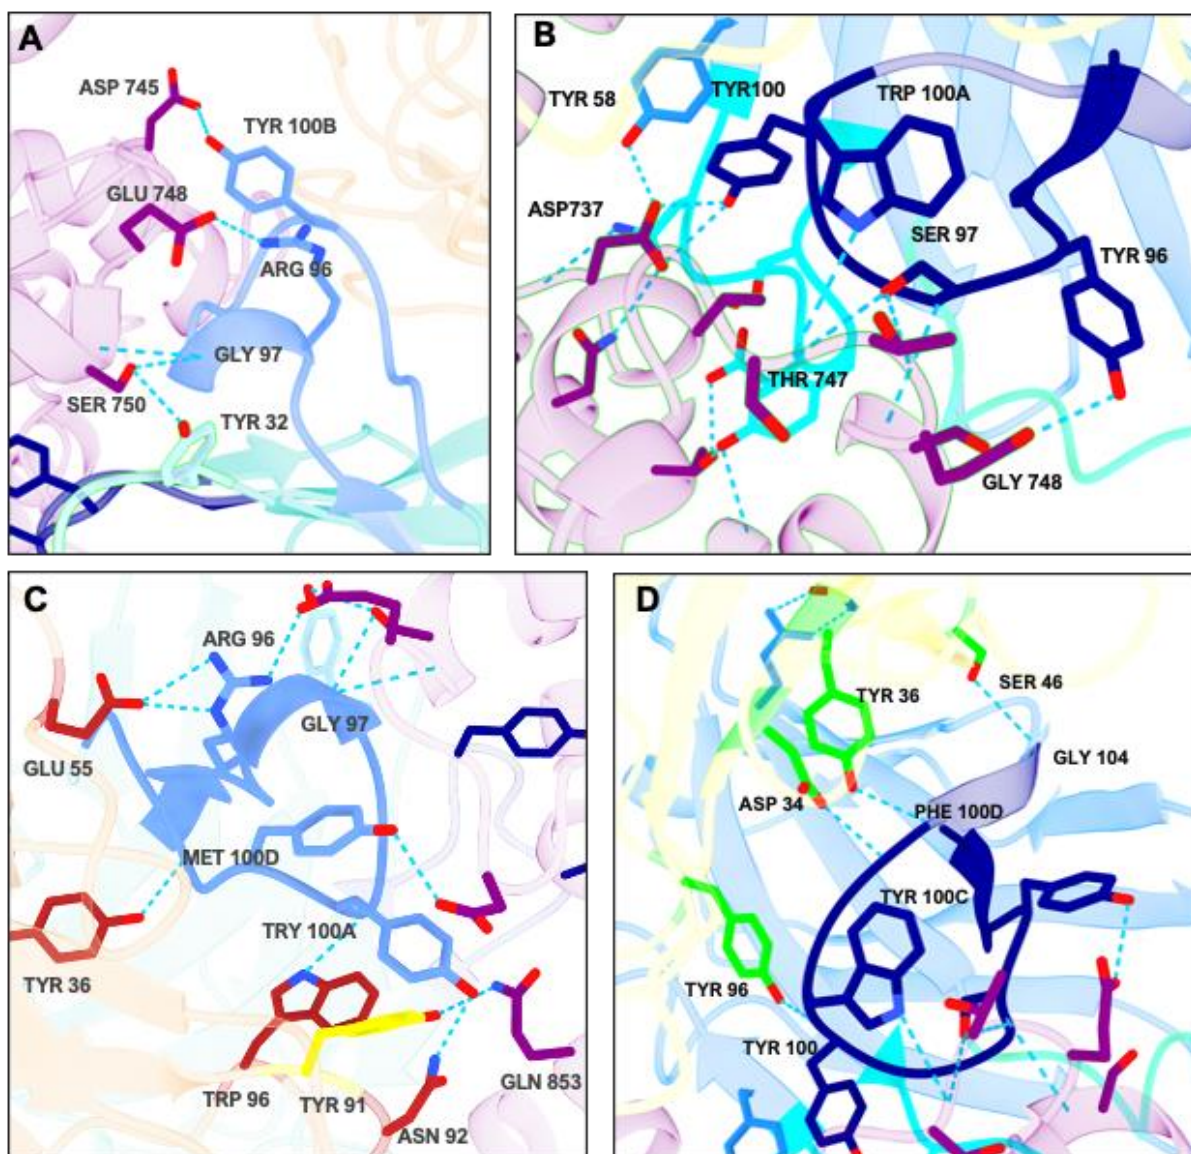 A
ASP 745
TYR 100B
GLU 748
ARG 96
GLY 97
SER 750
TYR 32
B
TYR 58
TYR100
TRP 100A
ASP737
SER 97
TYR 96
THR 747
GLY 748
C
ARG 96
GLY 97
GLU 55
MET 100D
TRY 100A
TYR 36
TRP 96
TYR 91
GLN 853
ASN 92
D
TYR 36
SER 46
GLY 104
ASP 34
PHE 100D
TYR 100C
TYR 96
TYR 100